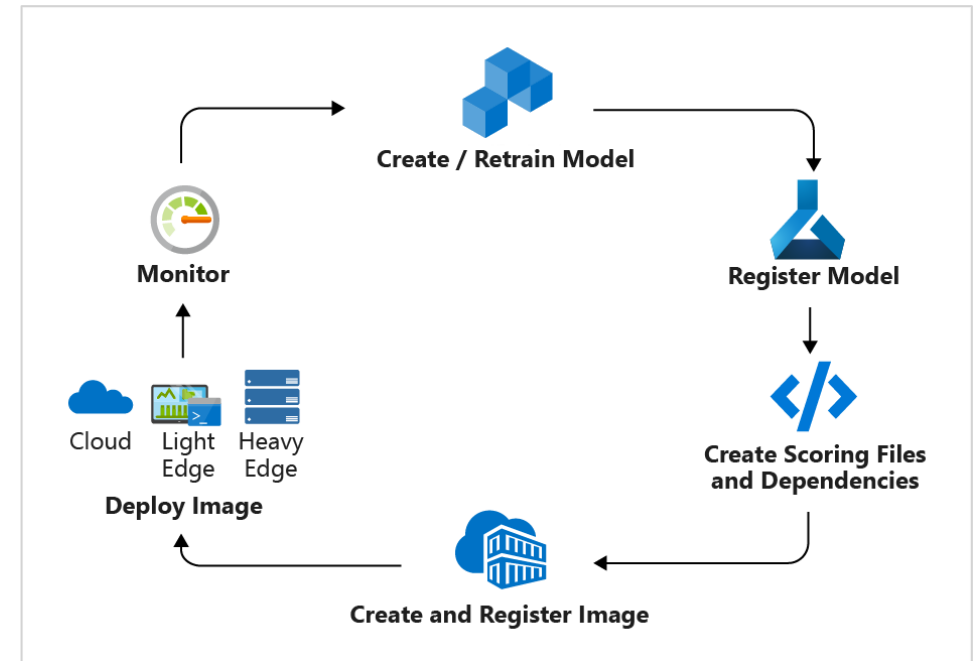 Create / Retrain Model
Register Model
Create Scoring Files
and Dependencies
Create and Register Image
Cloud
Light
Edge
Heavy
Edge
Deploy Image
Monitor